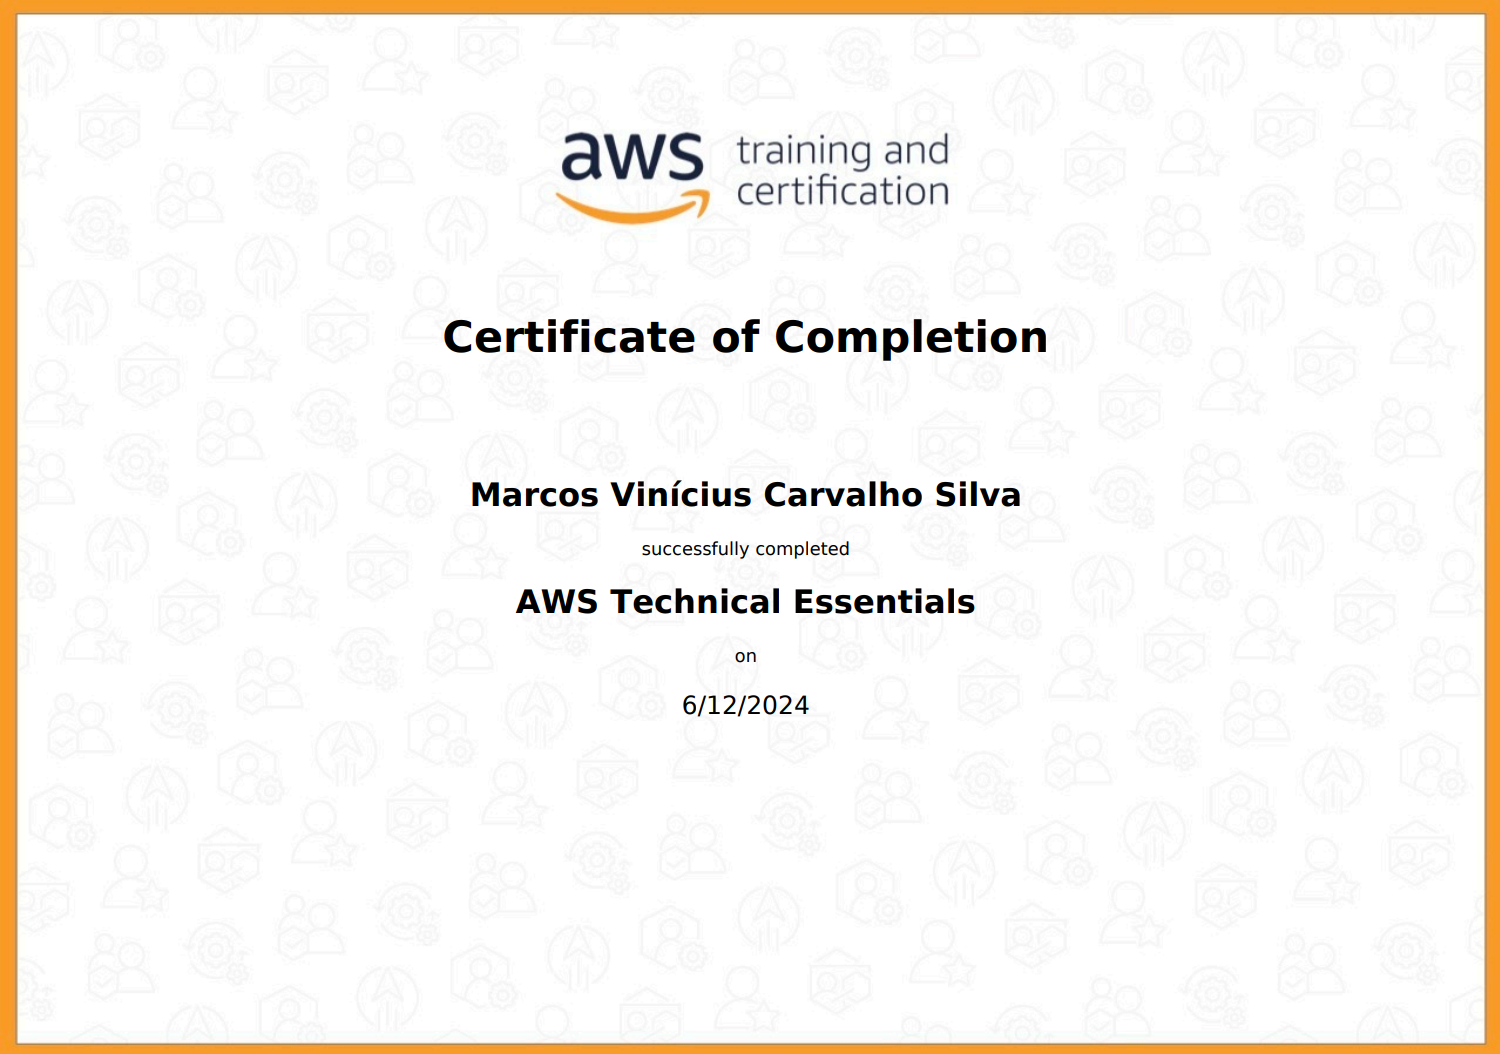 aws training and
certification
Certificate of Completion
Marcos Vinícius Carvalho Silva
successfully completed
AWS Technical Essentials
on
6/12/2024